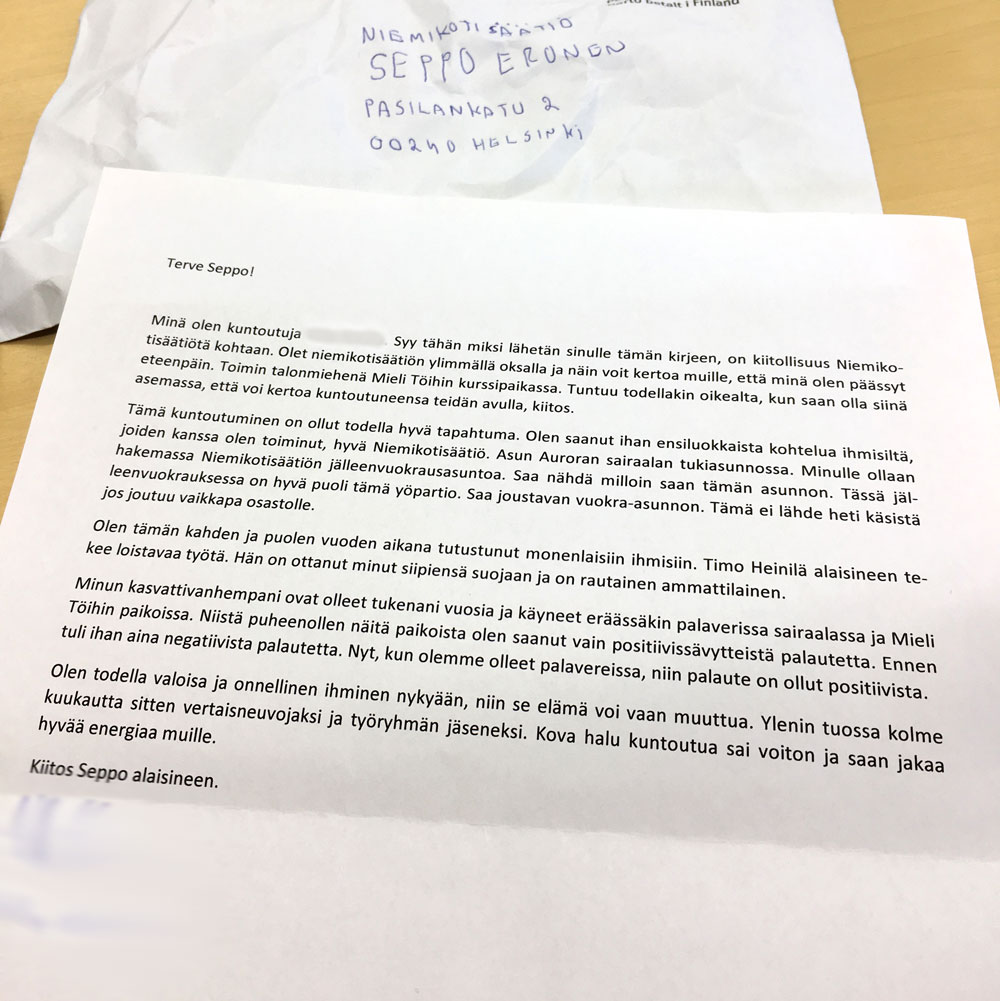 betalt i Finland
NIEMIKOTISÄÄTIÖ
SEPPO ERONEN
PASILANKATU 2
00240 HELSINKI
Terve Seppo!
Minä olen kuntoutuja . Syy tähän miksi lähetän sinulle tämän kirjeen, on kiitollisuus Niemiko-
tisäätiötä kohtaan. Olet niemikotisäätiön ylimmällä oksalla ja näin voit kertoa muille, että minä olen päässyt
eteenpäin. Toimin talonmiehenä Mieli Töihin kurssipaikassa. Tuntuu todellakin oikealta, kun saan olla siinä
asemassa, että voi kertoa kuntoutuneensa teidän avulla, kiitos.
Tämä kuntoutuminen on ollut todella hyvä tapahtuma. Olen saanut ihan ensiluokkaista kohtelua ihmisiltä,
joiden kanssa olen toiminut, hyvä Niemikotisäätiö. Asun Auroran sairaalan tukiasunnossa. Minulle ollaan
hakemassa Niemikotisäätiön jälleenvuokrausasuntoa. Saa nähdä milloin saan tämän asunnon. Tässä jäl-
leenvuokrauksessa on hyvä puoli tämä yöpartio. Saa joustavan vuokra-asunnon. Tämä ei lähde heti käsistä
jos joutuu vaikkapa osastolle.
Olen tämän kahden ja puolen vuoden aikana tutustunut monenlaisiin ihmisiin. Timo Heinilä alaisineen te-
kee loistavaa työtä. Hän on ottanut minut siipiensä suojaan ja on rautainen ammattilainen.
Minun kasvattivanhempani ovat olleet tukenani vuosia ja käyneet eräässäkin palaverissa sairaalassa ja Mieli
Töihin paikoissa. Niistä puheenollen näitä paikoista olen saanut vain positiivissävytteistä palautetta. Ennen
tuli ihan aina negatiivista palautetta. Nyt, kun olemme olleet palavereissa, niin palaute on ollut positiivista.
Olen todella valoisa ja onnellinen ihminen nykyään, niin se elämä voi vaan muuttua. Ylenin tuossa kolme
kuukautta sitten vertaisneuvojaksi ja työryhmän jäseneksi. Kova halu kuntoutua sai voiton ja saan jakaa
hyvää energiaa muille.
Kiitos Seppo alaisineen.